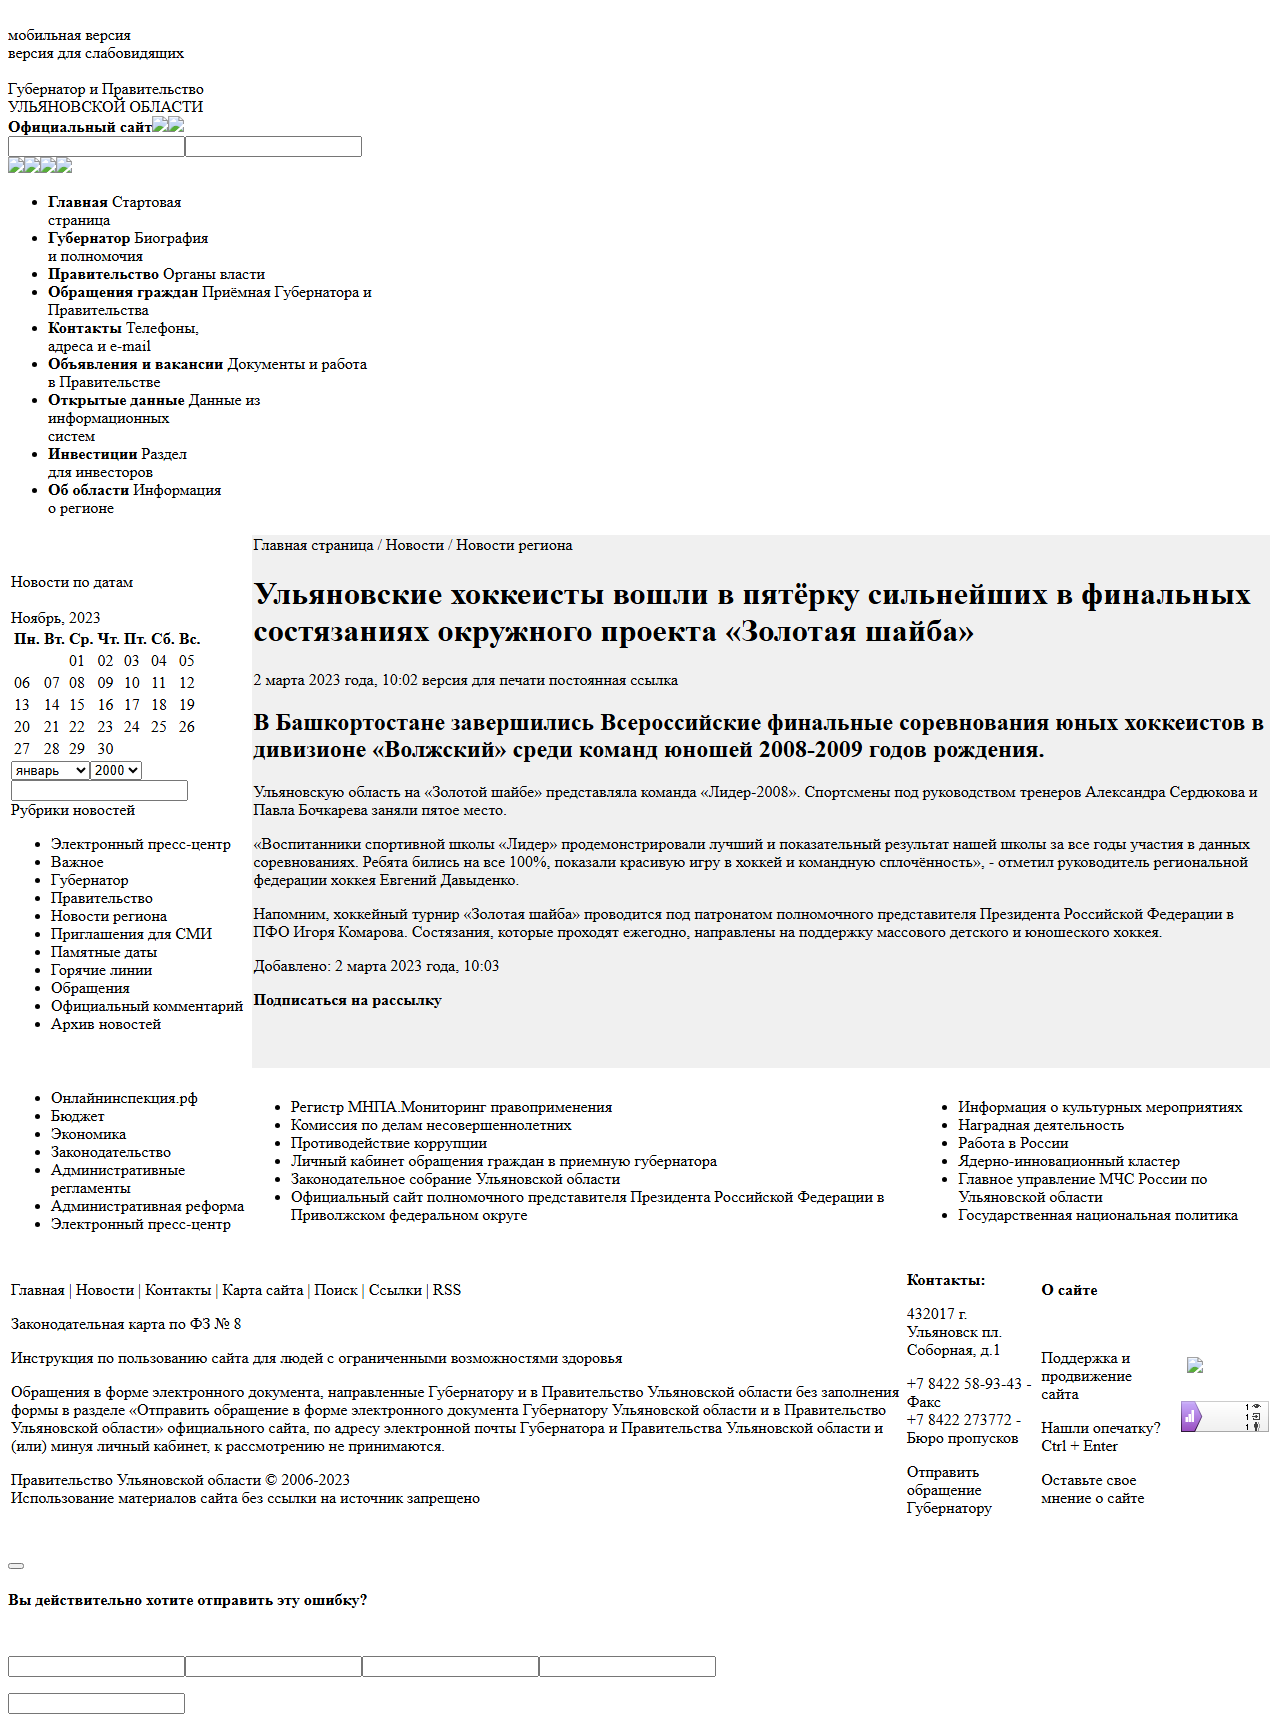 мобильная версия
версия для слабовидящих
Губернатор и Правительство
УЛЬЯНОВСКОЙ ОБЛАСТИ
Официальный сайт
Главная Стартовая
страница
Губернатор Биография
и полномочия
Правительство Органы власти
Обращения граждан Приёмная Губернатора и
Правительства
Контакты Телефоны,
адреса и e-mail
Объявления и вакансии Документы и работа
в Правительстве
Открытые данные Данные из
информационных
систем
Инвестиции Раздел
для инвесторов
Об области Информация
о регионе
Новости по датам
Ноябрь, 2023
Пн. Вт. Ср. Чт. Пт. Сб. Вс.
01 02 03 04 05
06 07 08 09 10 11 12
13 14 15 16 17 18 19
20 21 22 23 24 25 26
27 28 29 30
январь 2000
Рубрики новостей
Электронный пресс-центр
Важное
Губернатор
Правительство
Новости региона
Приглашения для СМИ
Памятные даты
Горячие линии
Обращения
Официальный комментарий
Архив новостей
Главная страница / Новости / Новости региона
Ульяновские хоккеисты вошли в пятёрку сильнейших в финальных
состязаниях окружного проекта «Золотая шайба»
2 марта 2023 года, 10:02 версия для печати постоянная ссылка
В Башкортостане завершились Всероссийские финальные соревнования юных хоккеистов в
дивизионе «Волжский» среди команд юношей 2008-2009 годов рождения.
Ульяновскую область на «Золотой шайбе» представляла команда «Лидер-2008». Спортсмены под руководством тренеров Александра Сердюкова и
Павла Бочкарева заняли пятое место.
«Воспитанники спортивной школы «Лидер» продемонстрировали лучший и показательный результат нашей школы за все годы участия в данных
соревнованиях. Ребята бились на все 100%, показали красивую игру в хоккей и командную сплочённость», - отметил руководитель региональной
федерации хоккея Евгений Давыденко.
Напомним, хоккейный турнир «Золотая шайба» проводится под патронатом полномочного представителя Президента Российской Федерации в
ПФО Игоря Комарова. Состязания, которые проходят ежегодно, направлены на поддержку массового детского и юношеского хоккея.
Добавлено: 2 марта 2023 года, 10:03
Подписаться на рассылку
Онлайнинспекция.рф
Бюджет
Экономика
Законодательство
Административные
регламенты
Административная реформа
Электронный пресс-центр
Регистр МНПА.Мониторинг правоприменения
Комиссия по делам несовершеннолетних
Противодействие коррупции
Личный кабинет обращения граждан в приемную губернатора
Законодательное собрание Ульяновской области
Официальный сайт полномочного представителя Президента Российской Федерации в
Приволжском федеральном округе
Информация о культурных мероприятиях
Наградная деятельность
Работа в России
Ядерно-инновационный кластер
Главное управление МЧС России по
Ульяновской области
Государственная национальная политика
Главная | Новости | Контакты | Карта сайта | Поиск | Ссылки | RSS
Законодательная карта по ФЗ № 8
Инструкция по пользованию сайта для людей с ограниченными возможностями здоровья
Обращения в форме электронного документа, направленные Губернатору и в Правительство Ульяновской области без заполнения
формы в разделе «Отправить обращение в форме электронного документа Губернатору Ульяновской области и в Правительство
Ульяновской области» официального сайта, по адресу электронной почты Губернатора и Правительства Ульяновской области и
(или) минуя личный кабинет, к рассмотрению не принимаются.
Правительство Ульяновской области © 2006-2023
Использование материалов сайта без ссылки на источник запрещено
Контакты:
432017 г.
Ульяновск пл.
Соборная, д.1
+7 8422 58-93-43 -
Факс
+7 8422 273772 -
Бюро пропусков
Отправить
обращение
Губернатору
О сайте
Поддержка и
продвижение
сайта
Нашли опечатку?
Ctrl + Enter
Оставьте свое
мнение о сайте
1
1
1
Вы действительно хотите отправить эту ошибку?